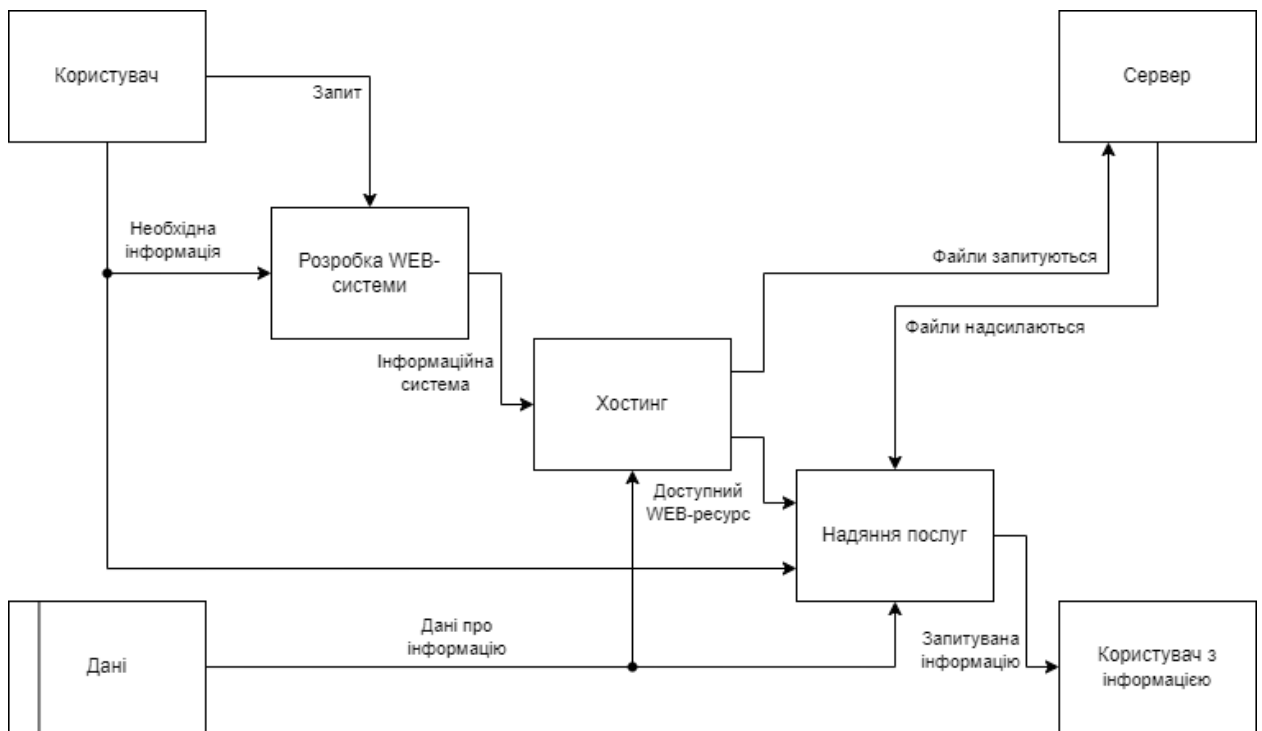 Користувач
Сервер
Запит
Необхідна
інформація
Розробка WEB-
системи
Файли запитуються
Файли надсилаються
Інформаційна
система
Хостинг
Доступний
WEB-ресурс
Надяння послуг
Дані про
інформацію
Дані
Запитувана
інформацію
Користувач з
інформацією